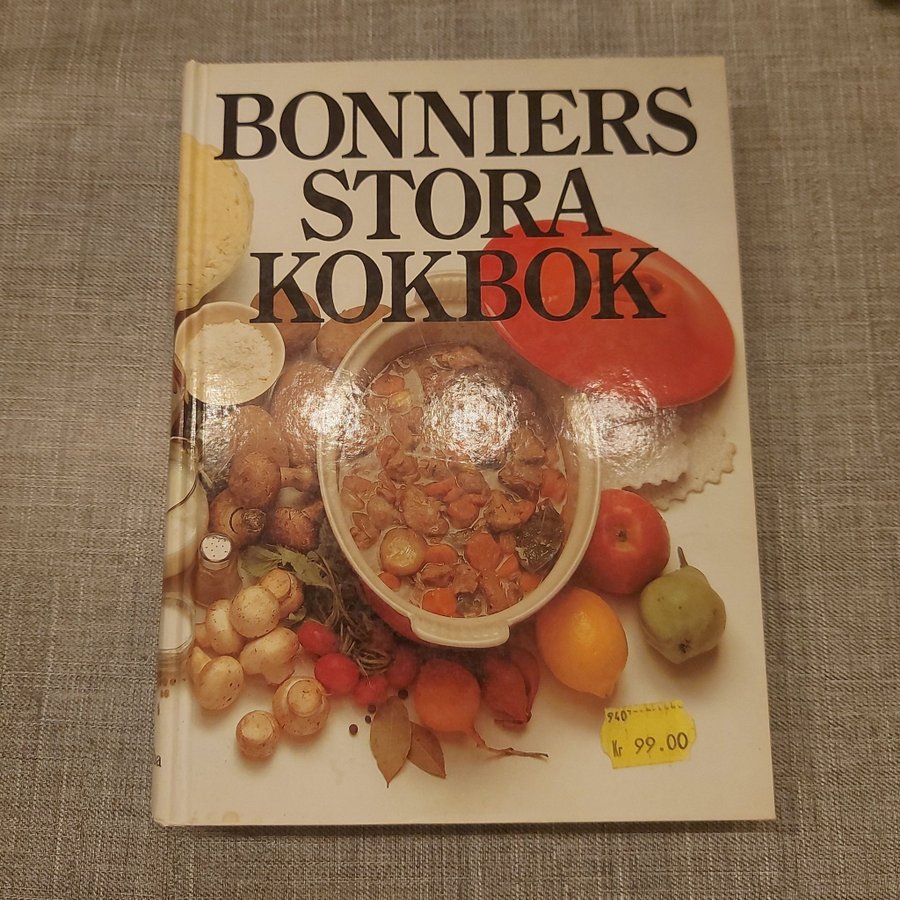 BONNIERS
STORA
KOKBOK
Kr 99.00
a